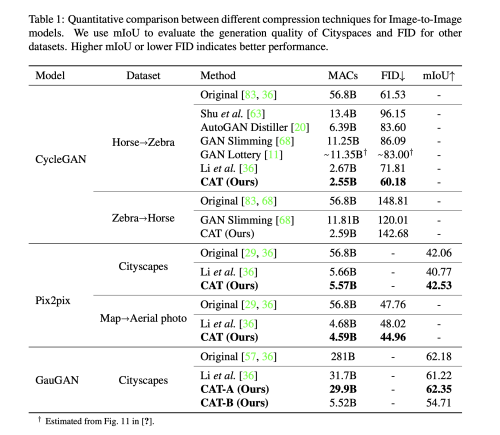 Table 1: Quantitative comparison between different compression techniques for Image-to-Image
models. We use mIoU to evaluate the generation quality of Cityspaces and FID for other
datasets. Higher mIoU or lower FID indicates better performance.
Model Dataset Method MACs FID↓ mIoU↑
Original [83, 36] 56.8B 61.53 -
Shu et al. [63] 13.4B 96.15 -
AutoGAN Distiller [20] 6.39B 83.60 -
Horse→Zebra GAN Slimming [68] 11.25B 86.09 -
CycleGAN GAN Lottery [11] ~11.35B† ~83.00† -
Li et al. [36] 2.67B 71.81 -
CAT (Ours) 2.55B 60.18 -
Original [83, 68] 56.8B 148.81 -
Zebra→Horse GAN Slimming [68] 11.81B 120.01 -
CAT (Ours) 2.59B 142.68 -
Original [29, 36] 56.8B - 42.06
Cityscapes Li et al. [36] 5.66B - 40.77
CAT (Ours) 5.57B - 42.53
Pix2pix Original [29, 36] 56.8B 47.76 -
Map→Aerial photo Li et al. [36] 4.68B 48.02 -
CAT (Ours) 4.59B 44.96 -
Original [57, 36] 281B - 62.18
GauGAN Cityscapes Li et al. [36] 31.7B - 61.22
CAT-A (Ours) 29.9B - 62.35
CAT-B (Ours) 5.52B - 54.71
† Estimated from Fig. 11 in [?].